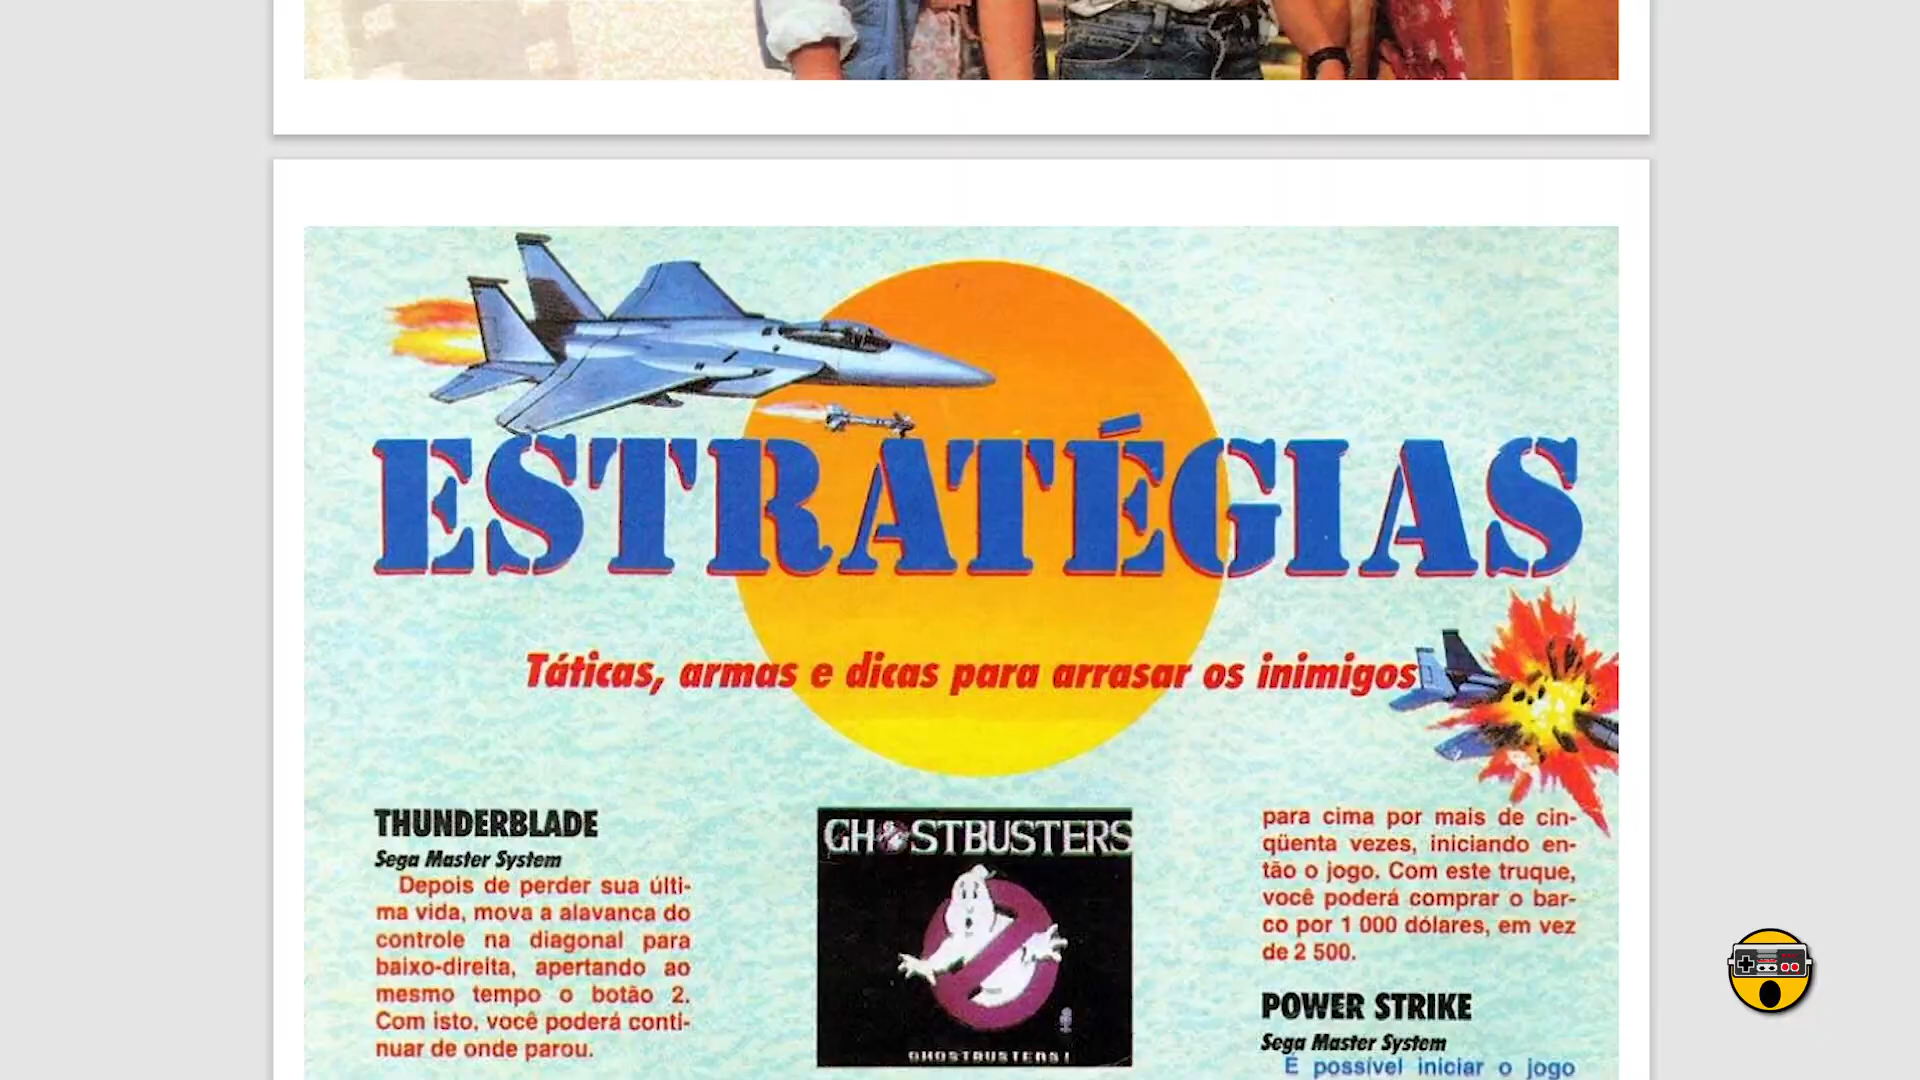 ESTRATÉGIAS
Táticas, armas e dicas para arrasar os inimigos
THUNDERBLADE
Sega Master System
Depois de perder sua últi-
ma vida, mova a alavanca do
controle na diagonal para
baixo-direita, apertando ao
mesmo tempo o botão 2.
Com isto, você poderá conti-
nuar de onde parou.
GHOSTBUSTERS
GHOSTBUSTERS!
para cima por mais de cin-
qüenta vezes, iniciando en-
tão o jogo. Com este truque,
você poderá comprar o bar-
co por 1 000 dólares, em vez
de 2 500.
POWER STRIKE
Sega Master System
É possível iniciar o jogo